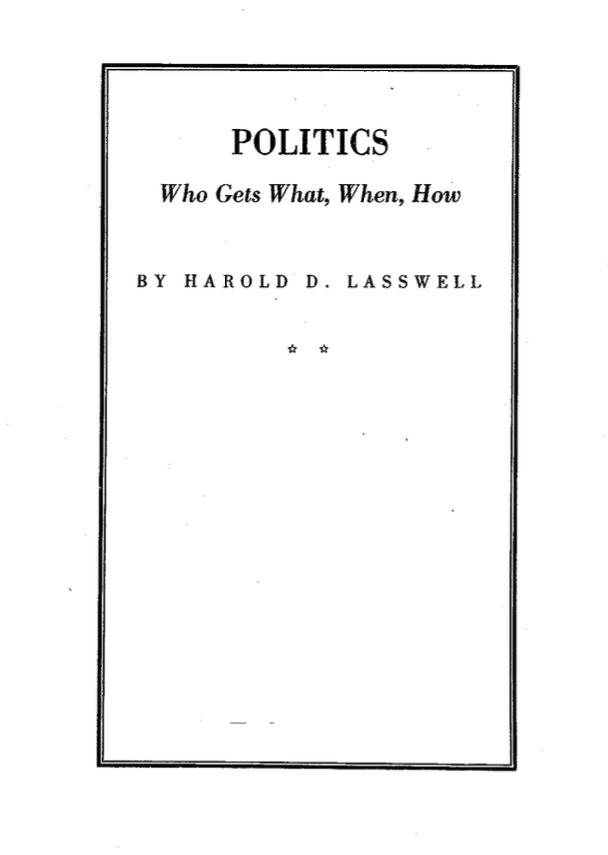 POLITICS
Who Gets What, When, How
BY HAROLD D. LASSWELL